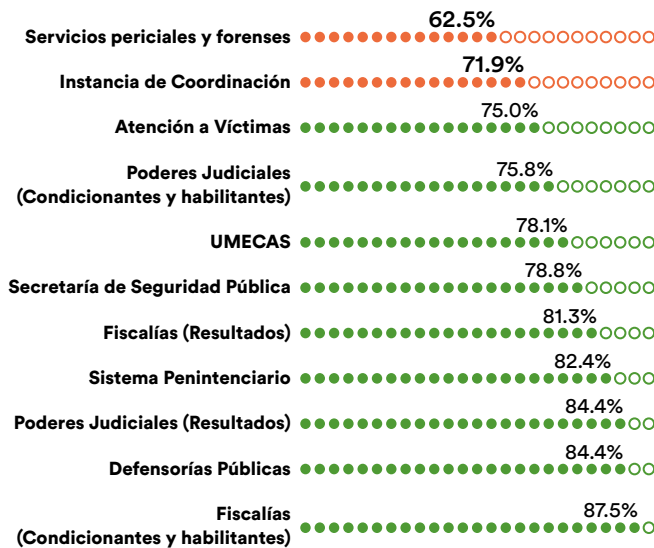 62.5%
Servicios periciales y forenses
71.9%
Instancia de Coordinación
75.0%
Atención a Víctimas
75.8%
Poderes Judiciales
(Condicionantes y habilitantes)
78.1%
UMECAS
78.8%
Secretaría de Seguridad Pública
81.3%
Fiscalías (Resultados)
82.4%
Sistema Penintenciario
84.4%
Poderes Judiciales (Resultados)
84.4%
Defensorías Públicas
87.5%
Fiscalías
(Condicionantes y habilitantes)